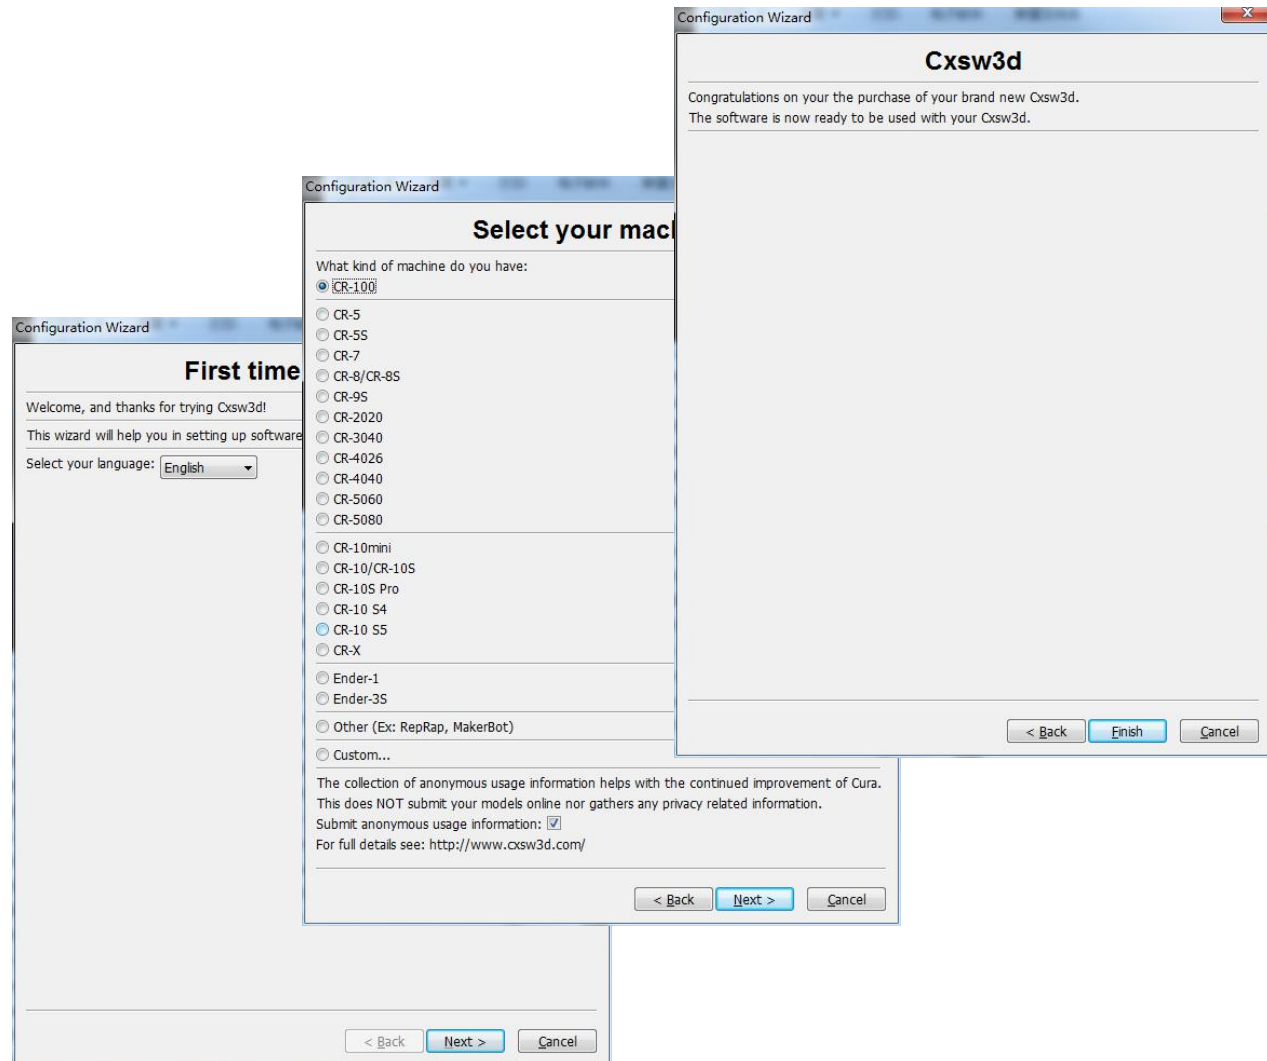 Configuration Wizard
First time
Welcome, and thanks for trying Cxsw3d!
This wizard will help you in setting up software
Select your language: English
< Back Next > Cancel
Configuration Wizard
Select your mac
What kind of machine do you have:
CR-100
CR-5
CR-5S
CR-7
CR-8/CR-8S
CR-9S
CR-2020
CR-3040
CR-4026
CR-4040
CR-5060
CR-5080
CR-10mini
CR-10/CR-10S
CR-10S Pro
CR-10 S4
CR-10 S5
CR-X
Ender-1
Ender-3S
Other (Ex: RepRap, MakerBot)
Custom...
The collection of anonymous usage information helps with the continued improvement of Cura.
This does NOT submit your models online nor gathers any privacy related information.
Submit anonymous usage information:
For full details see: http://www.cxsw3d.com/
< Back Next > Cancel
Configuration Wizard
Cxsw3d
Congratulations on your the purchase of your brand new Cxsw3d.
The software is now ready to be used with your Cxsw3d.
< Back Finish Cancel